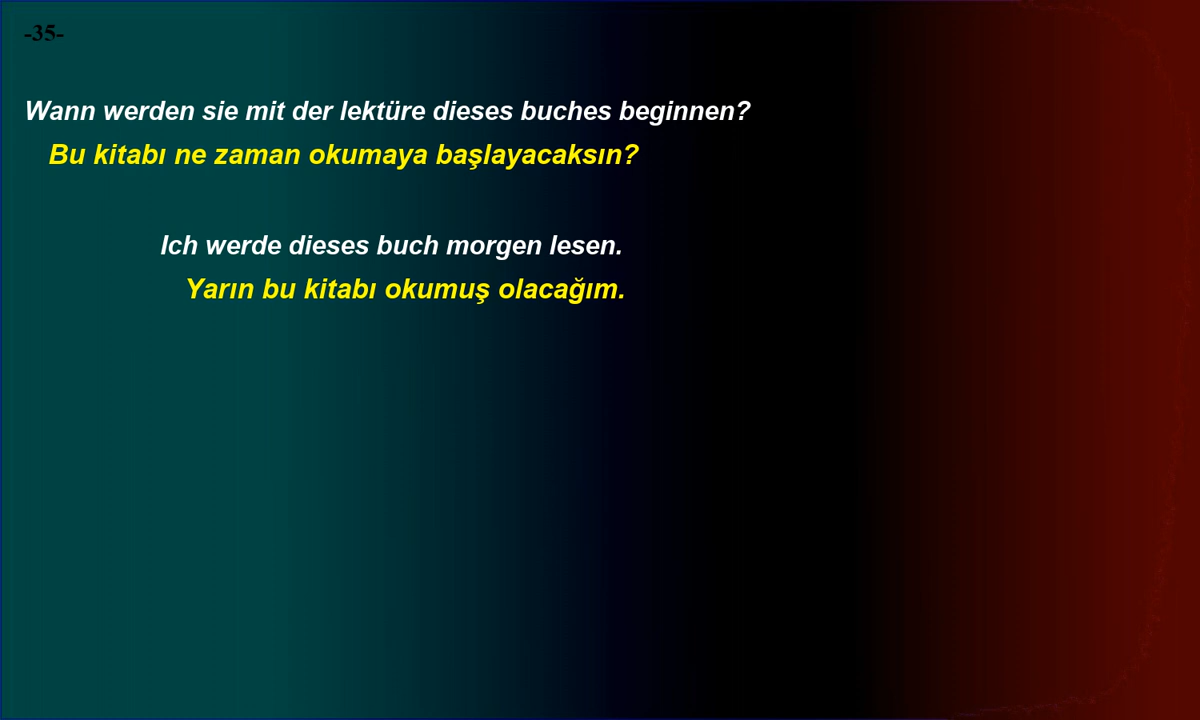 -35-
Wann werden sie mit der lektüre dieses buches beginnen?
Bu kitabı ne zaman okumaya başlayacaksın?
Ich werde dieses buch morgen lesen.
Yarın bu kitabı okumuş olacağım.